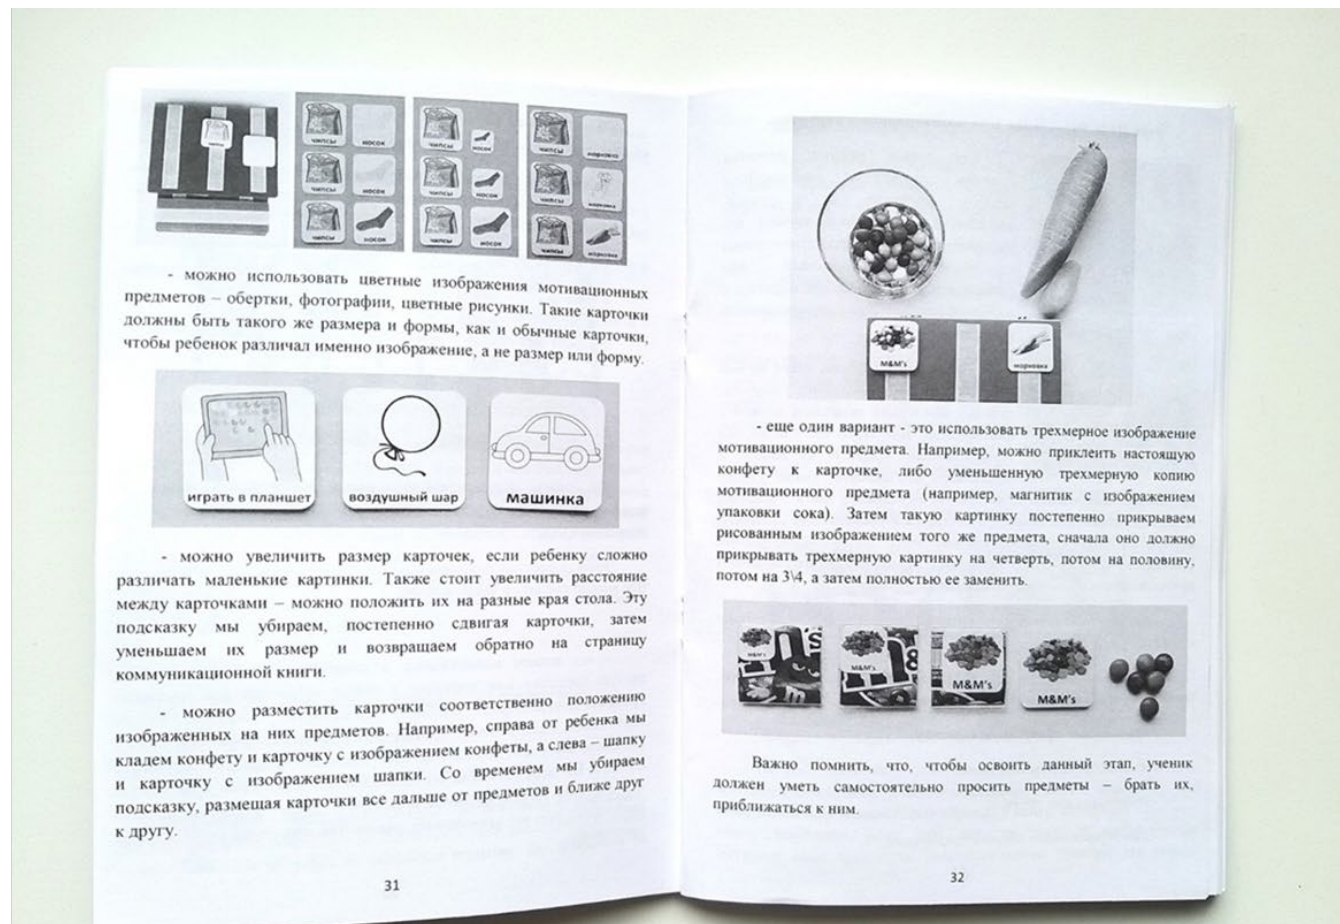 чипсы
чипсы носок
чипсы носок
чипсы носок
чипсы носок
чипсы носок
чипсы носок
чипсы морковка
чипсы морковка
чипсы морковка
- можно использовать цветные изображения мотивационных
предметов – обертки, фотографии, цветные рисунки. Такие карточки
должны быть такого же размера и формы, как и обычные карточки,
чтобы ребенок различал именно изображение, а не размер или форму.
играть в планшет
воздушный шар
машинка
- можно увеличить размер карточек, если ребенку сложно
различать маленькие картинки. Также стоит увеличить расстояние
между карточками – можно положить их на разные края стола. Эту
подсказку мы убираем, постепенно сдвигая карточки, затем
уменьшаем их размер и возвращаем обратно на страницу
коммуникационной книги.
- можно разместить карточки соответственно положению
изображенных на них предметов. Например, справа от ребенка мы
кладем конфету и карточку с изображением конфеты, а слева – шапку
и карточку с изображением шапки. Со временем мы убираем
подсказку, размещая карточки все дальше от предметов и ближе друг
к другу.
31
M&M's
морковка
- еще один вариант - это использовать трехмерное изображение
мотивационного предмета. Например, можно приклеить настоящую
конфету к карточке, либо уменьшенную трехмерную копию
мотивационного предмета (например, магнитик с изображением
упаковки сока). Затем такую картинку постепенно прикрываем
рисованным изображением того же предмета, сначала оно должно
прикрывать трехмерную картинку на четверть, потом на половину,
потом на 3\4, а затем полностью ее заменить.
M&M's
M&M's
M&M's
M&M's
Важно помнить, что, чтобы освоить данный этап, ученик
должен уметь самостоятельно просить предметы – брать их,
приближаться к ним.
32